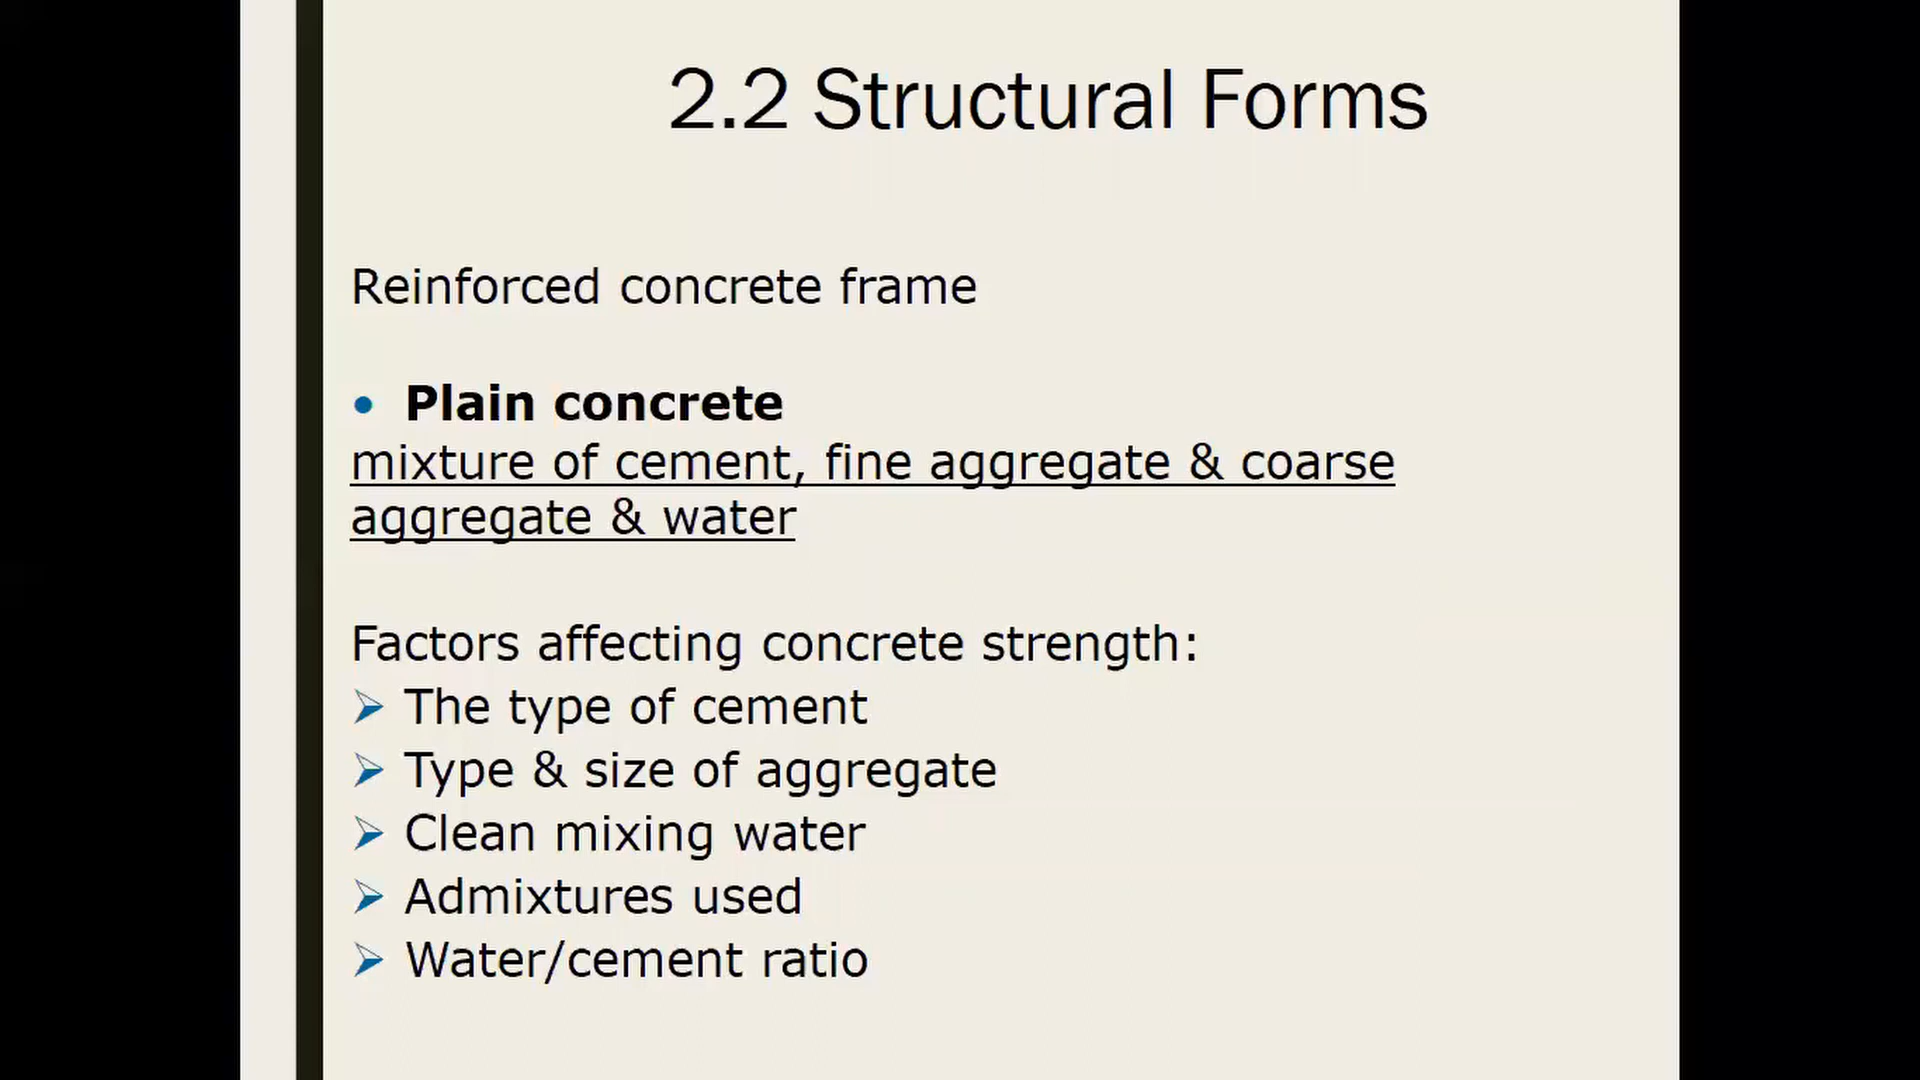 2.2 Structural Forms
Reinforced concrete frame
• Plain concrete
mixture of cement, fine aggregate & coarse
aggregate & water
Factors affecting concrete strength:
➢ The type of cement
➢ Type & size of aggregate
➢ Clean mixing water
➢ Admixtures used
➢ Water/cement ratio